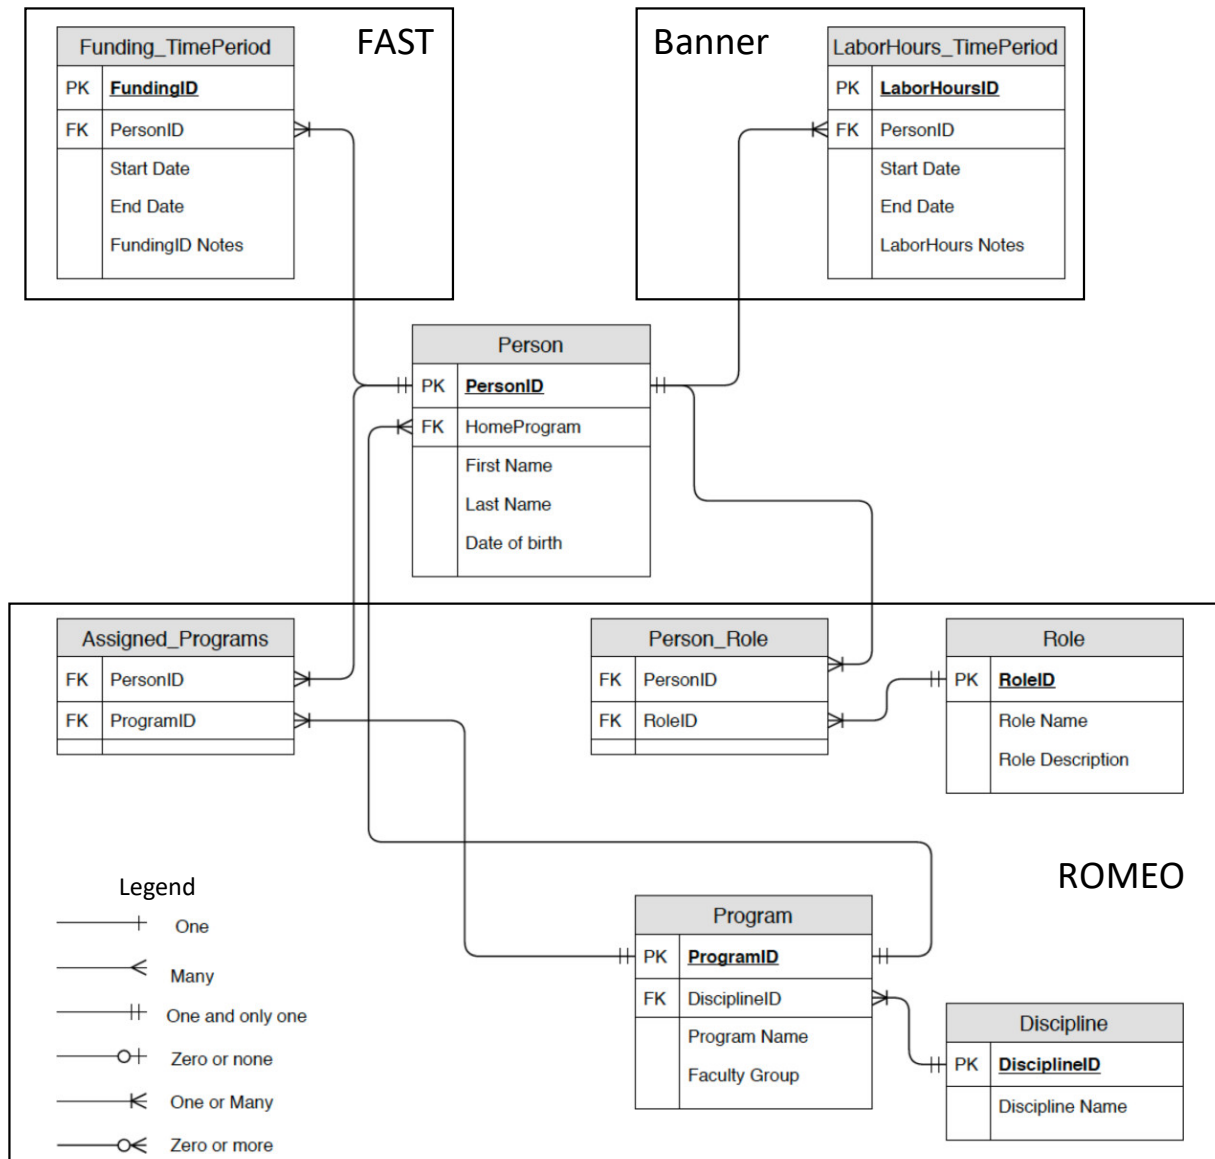 Funding_TimePeriod
PK FundingID
FK PersonID
Start Date
End Date
FundingID Notes
FAST
Banner
LaborHours_TimePeriod
PK LaborHoursID
FK PersonID
Start Date
End Date
LaborHours Notes
Person
PK PersonID
FK HomeProgram
First Name
Last Name
Date of birth
Assigned_Programs
FK PersonID
FK ProgramID
Person_Role
FK PersonID
FK RoleID
Role
PK RoleID
Role Name
Role Description
ROMEO
Legend
One
Many
One and only one
Zero or none
One or Many
Zero or more
Program
PK ProgramID
FK DisciplineID
Program Name
Faculty Group
Discipline
PK DisciplineID
Discipline Name